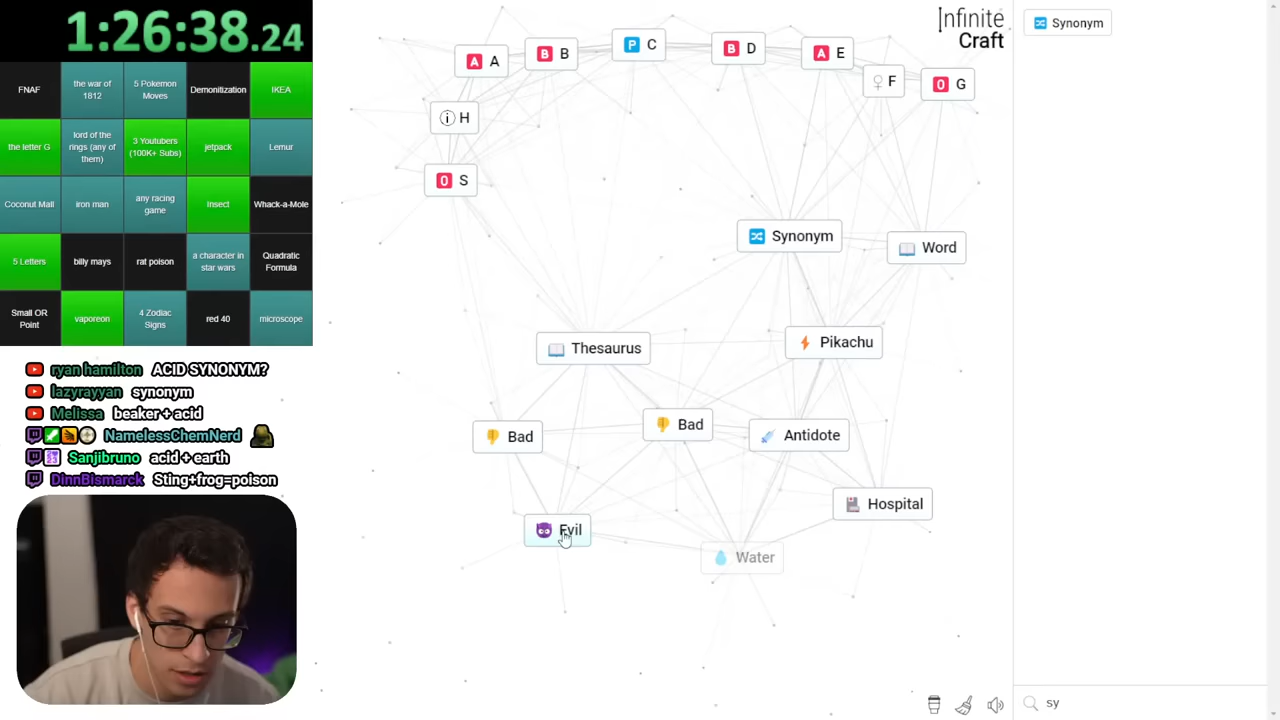 1:26:38.24
FNAF
the war of
1812
5 Pokemon
Moves
Demonitization
IKEA
the letter G
lord of the
rings (any of
them)
3 Youtubers
(100K+ Subs)
jetpack
Lemur
Coconut Mall
iron man
any racing
game
Insect
Whack-a-Mole
5 Letters
billy mays
rat poison
a character in
star wars
Quadratic
Formula
Small OR
Point
vaporeon
4 Zodiac
Signs
red 40
microscope
ryan hamilton ACID SYNONYM?
lazyrayyan synonym
Melissa beaker + acid
NamelessChemNerd
Sanjibruno acid + earth
DinnBismarck Sting+frog=poison
Infinite
Craft
A A
B B
P C
B D
A E
F
O G
H
O S
Synonym
Word
Thesaurus
Pikachu
Bad
Bad
Antidote
Hospital
Evil
Water
Synonym
sy